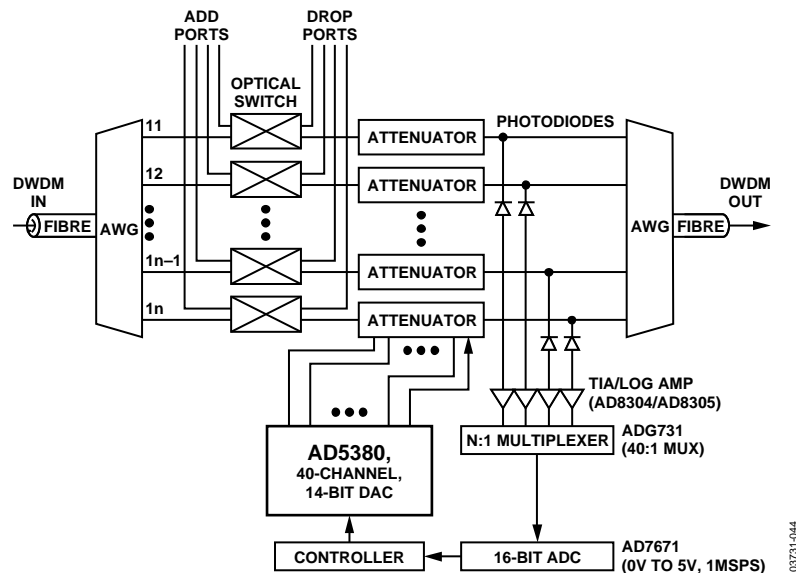 ADD
PORTS
DROP
PORTS
OPTICAL
SWITCH
PHOTODIODES
11
ATTENUATOR
12
ATTENUATOR
DWDM
IN
FIBRE
AWG
DWDM
OUT
AWG
FIBRE
1n–1
ATTENUATOR
1n
ATTENUATOR
TIA/LOG AMP
(AD8304/AD8305)
AD5380,
40-CHANNEL,
14-BIT DAC
N:1 MULTIPLEXER
ADG731
(40:1 MUX)
CONTROLLER
16-BIT ADC
AD7671
(0V TO 5V, 1MSPS)
03731-044